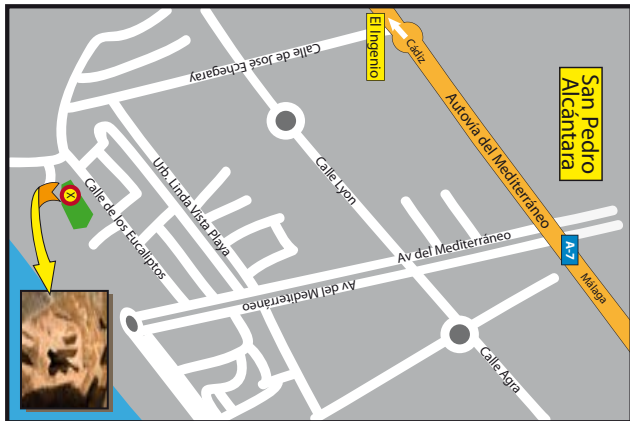 San Pedro
Alcántara
El Ingenio
Cádiz
Autovía del Mediterráneo
A-7
Málaga
Calle de José Echegaray
Calle Lyon
Urb. Linda Vista Playa
Calle de los Eucaliptos
Av del Mediterráneo
Av del Mediterráneo
Calle Agra
X